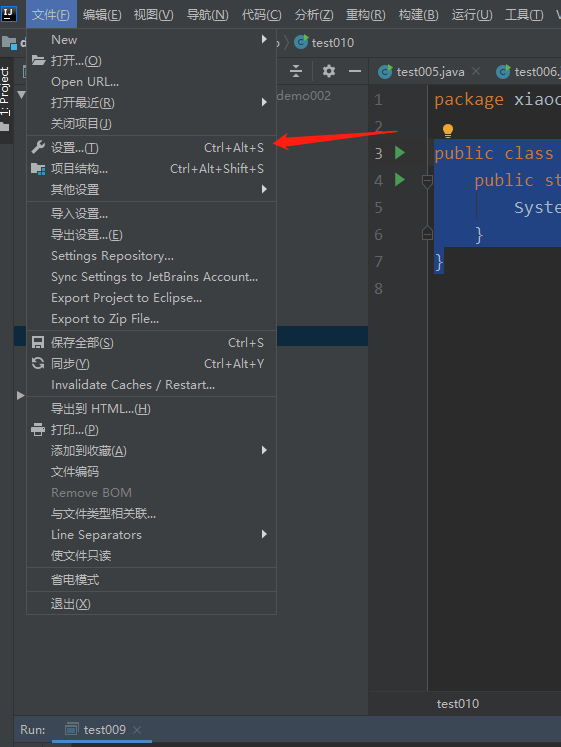 文件(F) 编辑(E) 视图(V) 导航(N) 代码(C) 分析(Z) 重构(R) 构建(B) 运行(U) 工具(T)
test010
1: Project
New
打开...(O)
Open URL...
打开最近(R)
关闭项目(J)
设置...(T) Ctrl+Alt+S
项目结构... Ctrl+Alt+Shift+S
其他设置
导入设置...
导出设置...(E)
Settings Repository...
Sync Settings to JetBrains Account...
Export Project to Eclipse...
Export to Zip File...
保存全部(S) Ctrl+S
同步(Y) Ctrl+Alt+Y
Invalidate Caches / Restart...
导出到 HTML...(H)
打印...(P)
添加到收藏(A)
文件编码
Remove BOM
与文件类型相关联...
Line Separators
使文件只读
省电模式
退出(X)
demo002
test005.java test006.
1 package
2
3 public class
4 public
5
6 }
7 }
8
test010
Run: test009